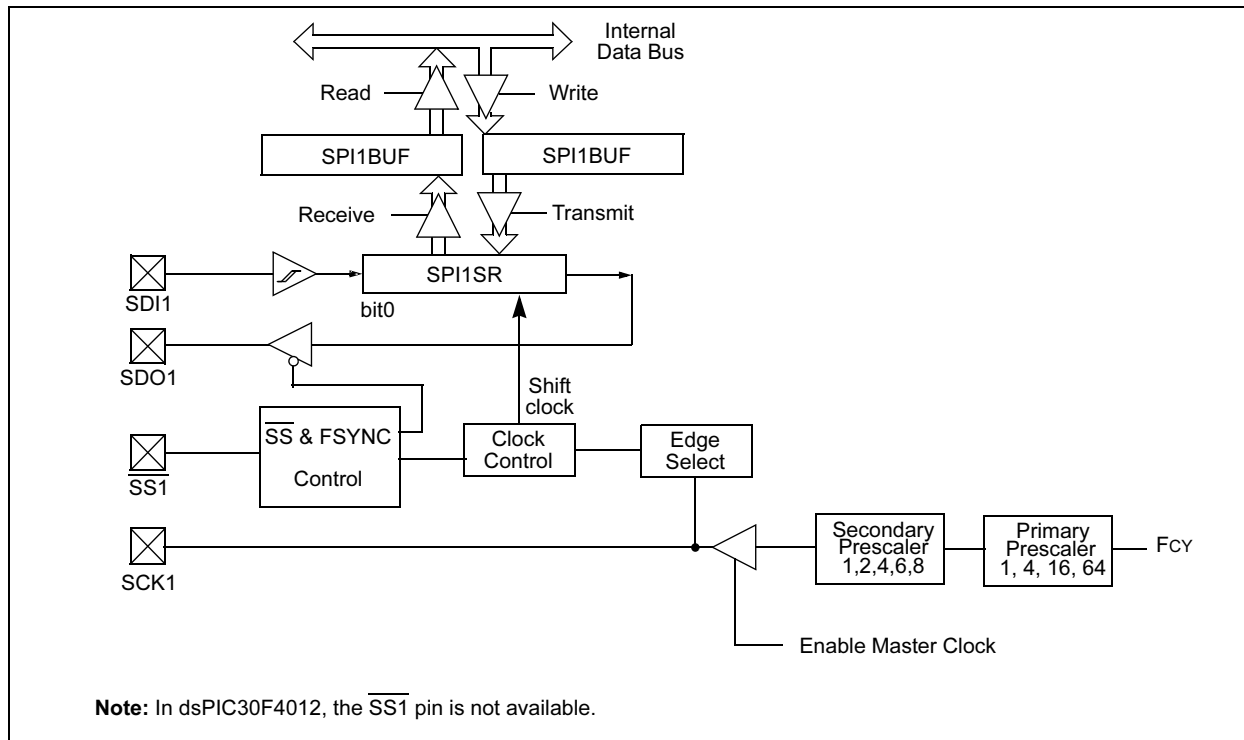 Internal
Data Bus
Read
Write
SPI1BUF
SPI1BUF
Receive
Transmit
SPI1SR
SDI1
bit0
SDO1
Shift
clock
SS & FSYNC
Control
Clock
Control
Edge
Select
SS1
Secondary
Prescaler
1,2,4,6,8
Primary
Prescaler
1, 4, 16, 64
FCY
SCK1
Enable Master Clock
Note: In dsPIC30F4012, the SS1 pin is not available.